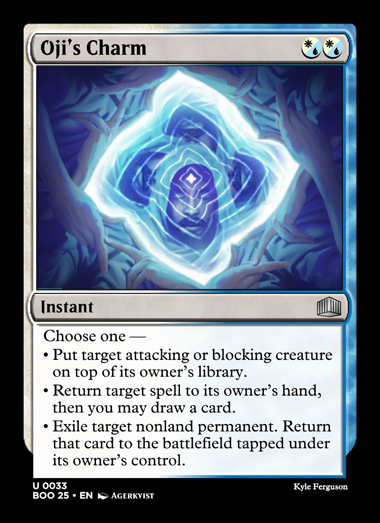 Oji's Charm
Instant
Choose one —
• Put target attacking or blocking creature
on top of its owner's library.
• Return target spell to its owner's hand,
then you may draw a card.
• Exile target nonland permanent. Return
that card to the battlefield tapped under
its owner's control.
U 0033
BOO 25 • EN Agerkvist
Kyle Ferguson